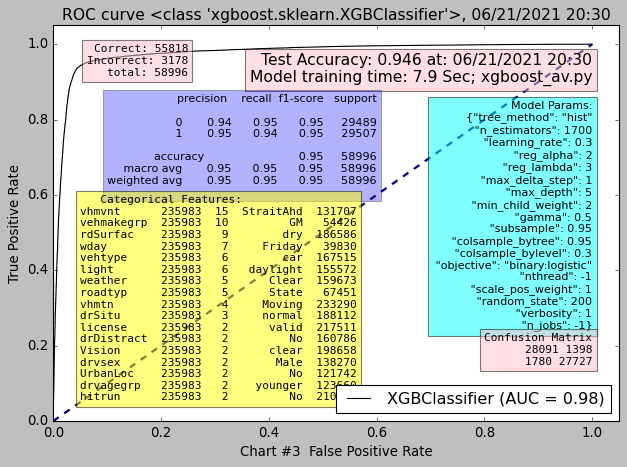 ROC curve <class 'xgboost.sklearn.XGBClassifier'>, 06/21/2021 20:30
Correct: 55818
Incorrect: 3178
total: 58996
Test Accuracy: 0.946 at: 06/21/2021 20:30
Model training time: 7.9 Sec; xgboost_av.py
precision recall f1-score support
0 0.94 0.95 0.95 29489
1 0.95 0.94 0.95 29507
accuracy 0.95 58996
macro avg 0.95 0.95 0.95 58996
weighted avg 0.95 0.95 0.95 58996
Model Params:
{"tree_method": "hist"
"n_estimators": 1700
"learning_rate": 0.3
"reg_alpha": 2
"reg_lambda": 3
"max_delta_step": 1
"max_depth": 5
"min_child_weight": 2
"gamma": 0.5
"subsample": 0.95
"colsample_bytree": 0.95
"colsample_bylevel": 0.3
"objective": "binary:logistic"
"nthread": -1
"scale_pos_weight": 1
"random_state": 200
"verbosity": 1
"n_jobs": -1}
Categorical Features:
vhmvnt 235983 15 StraitAhd 131707
vehmakegrp 235983 10 GM 54426
rdSurfac 235983 9 dry 186586
wday 235983 7 Friday 39830
vehtype 235983 6 car 167515
light 235983 6 daylight 155572
weather 235983 5 Clear 159673
roadtyp 235983 5 State 67451
vhmtn 235983 4 Moving 233290
drSitu 235983 3 normal 188112
license 235983 2 valid 217511
drDistract 235983 2 No 160786
Vision 235983 2 clear 198658
drvsex 235983 2 Male 138270
UrbanLoc 235983 2 No 121742
drvagegrp 235983 2 younger 123660
hitrun 235983 2 No
Confusion Matrix
28091 1398
1780 27727
XGBClassifier (AUC = 0.98)
True Positive Rate
1.0
0.8
0.6
0.4
0.2
0.0
0.0 0.2 0.4 0.6 0.8 1.0
Chart #3 False Positive Rate